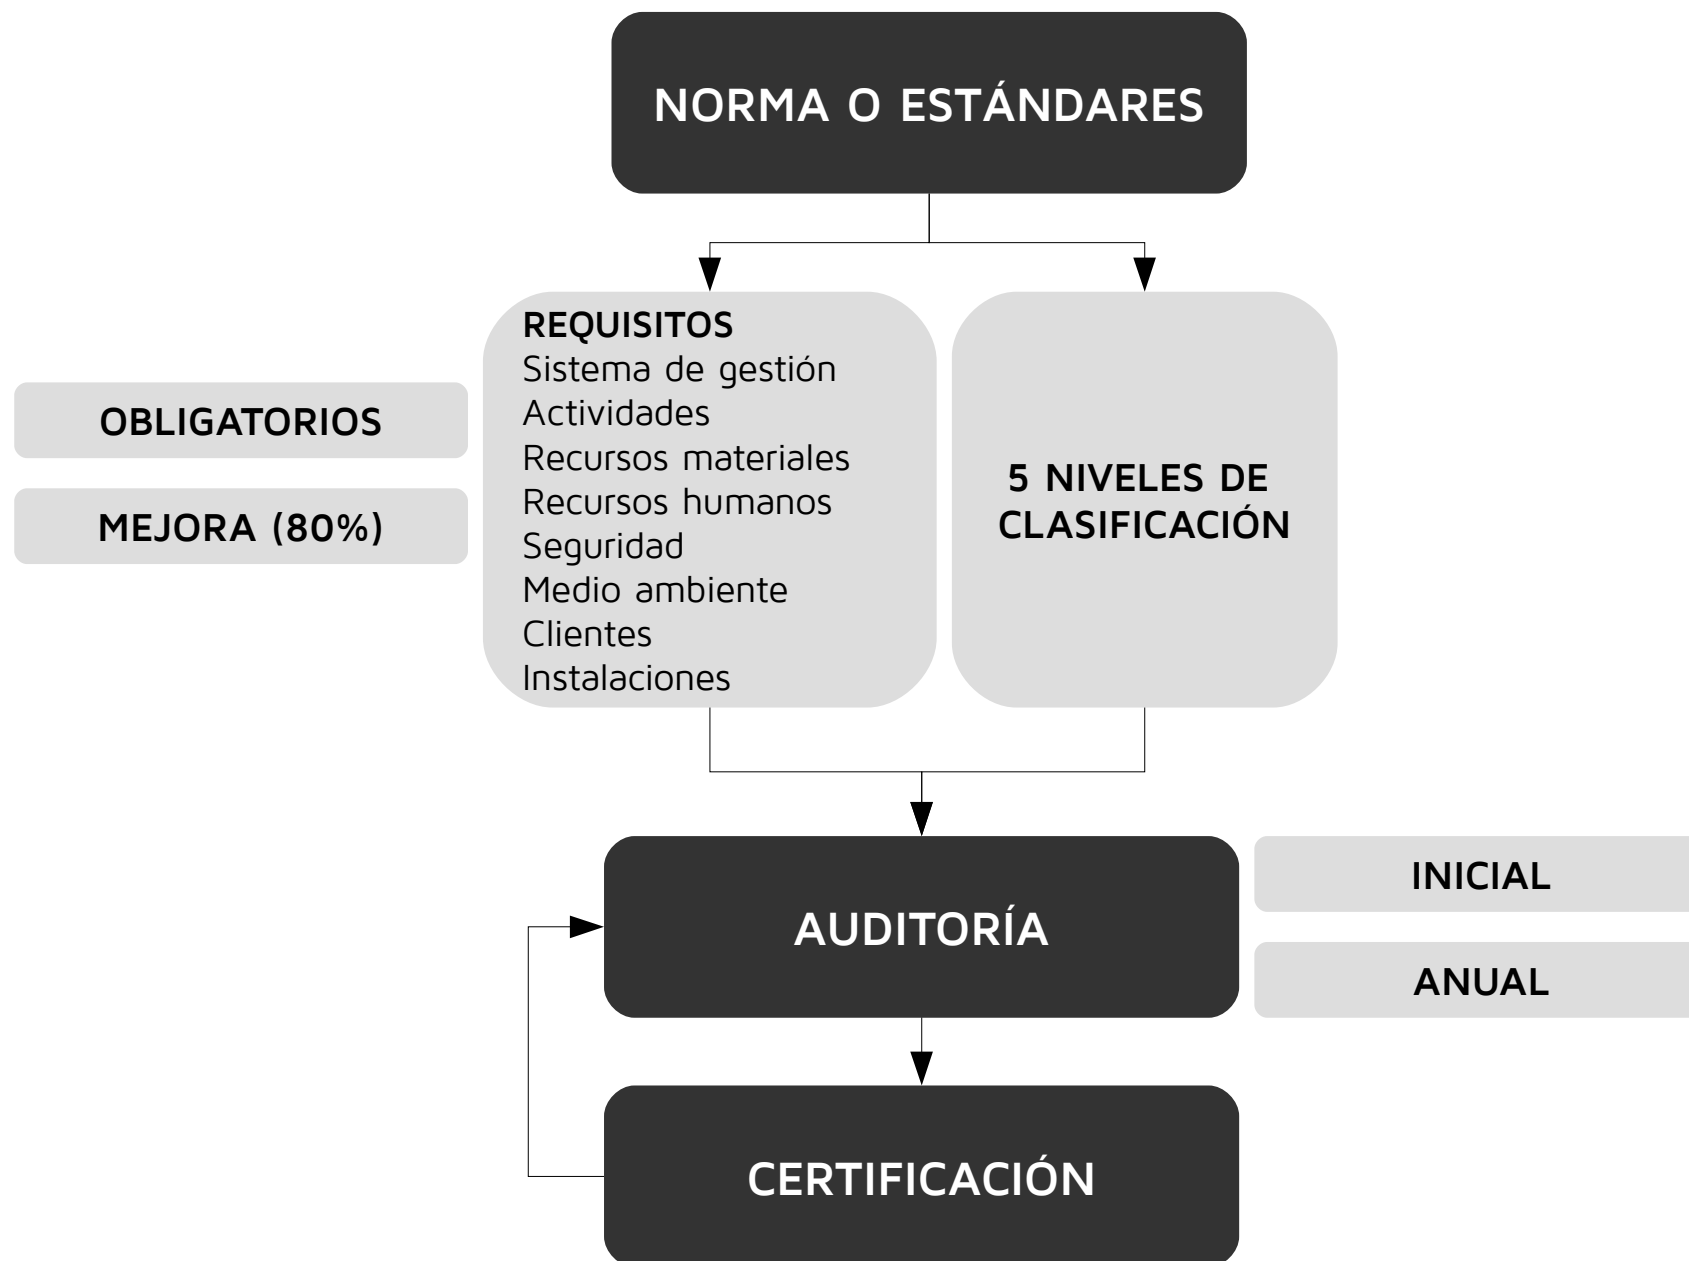 NORMA O ESTÁNDARES
OBLIGATORIOS
MEJORA (80%)
REQUISITOS
Sistema de gestión
Actividades
Recursos materiales
Recursos humanos
Seguridad
Medio ambiente
Clientes
Instalaciones
5 NIVELES DE
CLASIFICACIÓN
AUDITORÍA
INICIAL
ANUAL
CERTIFICACIÓN